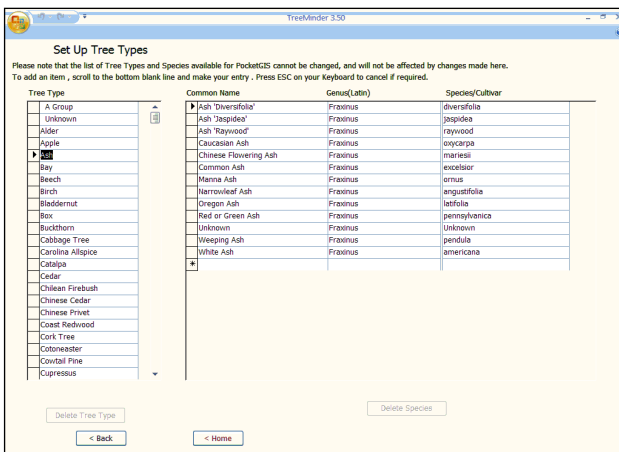 TreeMinder 3.50
Set Up Tree Types
Please note that the list of Tree Types and Species available for PocketGIS cannot be changed, and will not be affected by changes made here.
To add an item , scroll to the bottom blank line and make your entry . Press ESC on your Keyboard to cancel if required.
Tree Type
A Group
Unknown
Alder
Apple
Ash
Bay
Beech
Birch
Bladdernut
Box
Buckthorn
Cabbage Tree
Carolina Allspice
Catalpa
Cedar
Chilean Firebush
Chinese Cedar
Chinese Privet
Coast Redwood
Cork Tree
Cotoneaster
Cowtail Pine
Cupressus
Common Name Genus(Latin) Species/Cultivar
Ash 'Diversifolia' Fraxinus diversifolia
Ash 'Jaspidea' Fraxinus jaspidea
Ash 'Raywood' Fraxinus raywood
Caucasian Ash Fraxinus oxycarpa
Chinese Flowering Ash Fraxinus mariesii
Common Ash Fraxinus excelsior
Manna Ash Fraxinus ornus
Narrowleaf Ash Fraxinus angustifolia
Oregon Ash Fraxinus latifolia
Red or Green Ash Fraxinus pennsylvanica
Unknown Fraxinus Unknown
Weeping Ash Fraxinus pendula
White Ash Fraxinus americana
*
Delete Tree Type
Delete Species
< Back
< Home